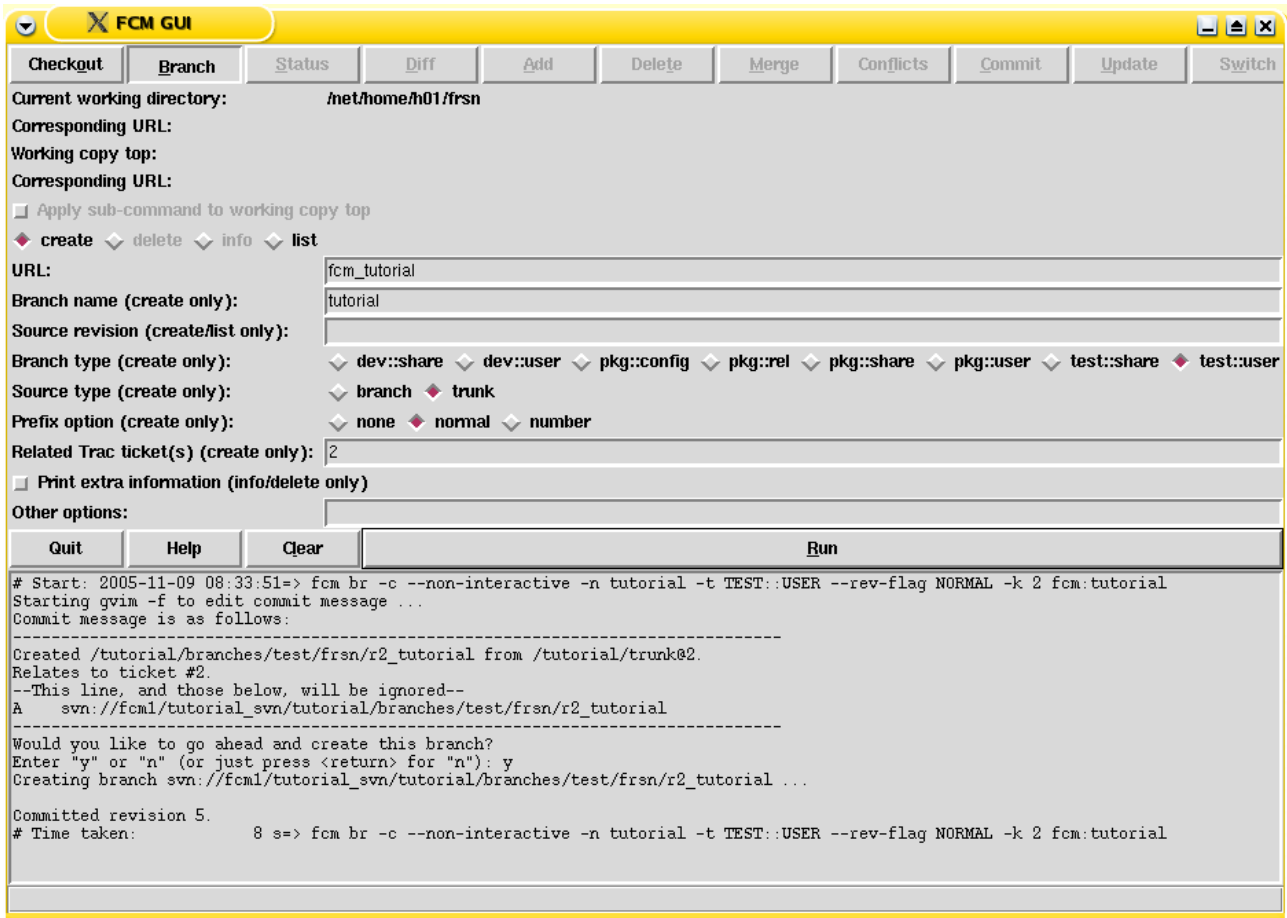 FCM GUI
Checkout Branch Status Diff Add Delete Merge Conflicts Commit Update Switch
Current working directory: /net/home/h01/frsn
Corresponding URL:
Working copy top:
Corresponding URL:
Apply sub-command to working copy top
create delete info list
URL: fcm_tutorial
Branch name (create only): tutorial
Source revision (create/list only):
Branch type (create only): dev::share dev::user pkg::config pkg::rel pkg::share pkg::user test::share test::user
Source type (create only): branch trunk
Prefix option (create only): none normal number
Related Trac ticket(s) (create only): 2
Print extra information (info/delete only)
Other options:
Quit Help Clear Run
# Start: 2005-11-09 08:33:51=> fcm br -c --non-interactive -n tutorial -t TEST::USER --rev-flag NORMAL -k 2 fcm:tutorial
Starting gvim -f to edit commit message ...
Commit message is as follows:
--------------------------------------------------------------------------------
Created /tutorial/branches/test/frsn/r2_tutorial from /tutorial/trunk@2.
Relates to ticket #2.
--This line, and those below, will be ignored--
A    svn://fcm1/tutorial_svn/tutorial/branches/test/frsn/r2_tutorial
--------------------------------------------------------------------------------
Would you like to go ahead and create this branch?
Enter "y" or "n" (or just press <return> for "n"): y
Creating branch svn://fcm1/tutorial_svn/tutorial/branches/test/frsn/r2_tutorial ...
Committed revision 5.
# Time taken:            8 s=> fcm br -c --non-interactive -n tutorial -t TEST::USER --rev-flag NORMAL -k 2 fcm:tutorial